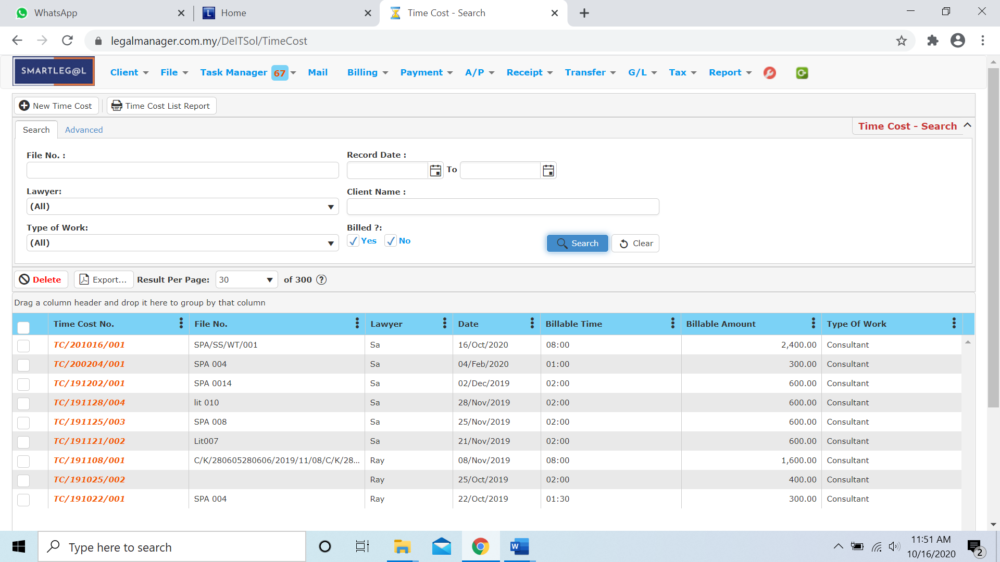 WhatsApp
Home
Time Cost - Search
legalmanager.com.my/DeITSol/TimeCost
SMARTLEG@L
Client File Task Manager 67 Mail Billing Payment A/P Receipt Transfer G/L Tax Report
New Time Cost Time Cost List Report
Search Advanced Time Cost - Search
File No. : Record Date :
To
Lawyer: Client Name :
(All)
Type of Work: Billed ?:
(All) Yes No Search Clear
Delete Export... Result Per Page: 30 of 300 ?
Drag a column header and drop it here to group by that column
Time Cost No. File No. Lawyer Date Billable Time Billable Amount Type Of Work
TC/201016/001 SPA/SS/WT/001 Sa 16/Oct/2020 08:00 2,400.00 Consultant
TC/200204/001 SPA 004 Sa 04/Feb/2020 01:00 300.00 Consultant
TC/191202/001 SPA 0014 Sa 02/Dec/2019 02:00 600.00 Consultant
TC/191128/004 lit 010 Sa 28/Nov/2019 02:00 600.00 Consultant
TC/191125/003 SPA 008 Sa 25/Nov/2019 02:00 600.00 Consultant
TC/191121/002 Lit007 Sa 21/Nov/2019 02:00 600.00 Consultant
TC/191108/001 C/K/280605280606/2019/11/08/C/K/28... Ray 08/Nov/2019 08:00 1,600.00 Consultant
TC/191025/002 Ray 25/Oct/2019 02:00 400.00 Consultant
TC/191022/001 SPA 004 Ray 22/Oct/2019 01:30 300.00 Consultant
Type here to search
11:51 AM
10/16/2020
2